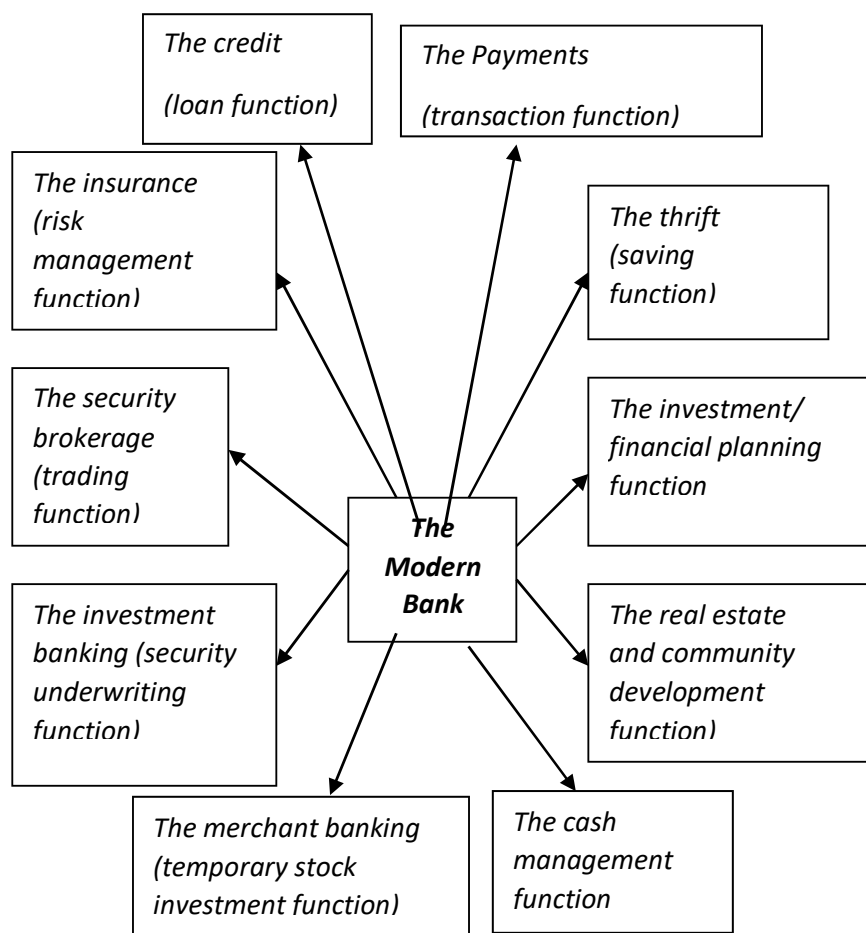 The credit
(loan function)
The Payments
(transaction function)
The insurance
(risk
management
function)
The thrift
(saving
function)
The security
brokerage
(trading
function)
The investment/
financial planning
function
The
Modern
Bank
The investment
banking (security
underwriting
function)
The real estate
and community
development
function)
The merchant banking
(temporary stock
investment function)
The cash
management
function